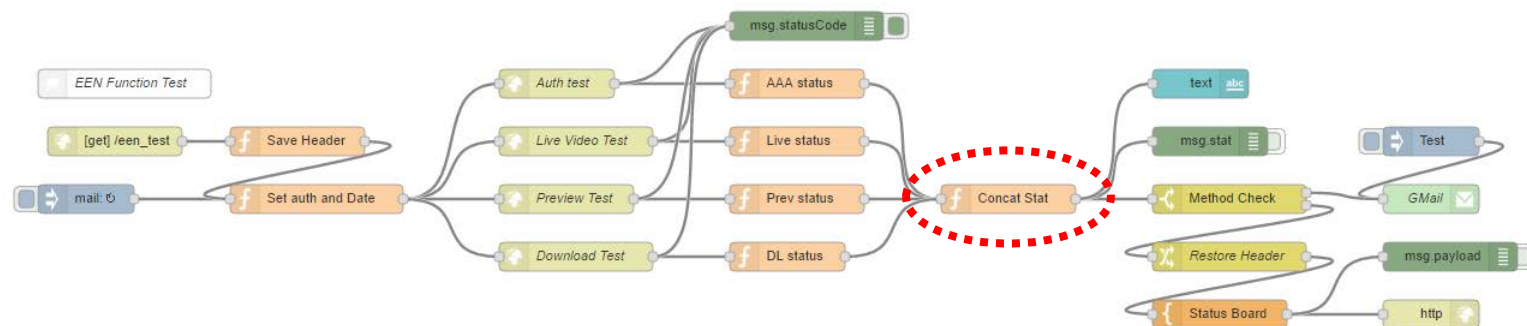 msg.statusCode
EEN Function Test
Auth test
AAA status
text
abc
[get] /een_test
Save Header
Live Video Test
Live status
msg.stat
Test
mail: ↻
Set auth and Date
Preview Test
Prev status
Concat Stat
Method Check
GMail
Download Test
DL status
Restore Header
msg.payload
Status Board
http